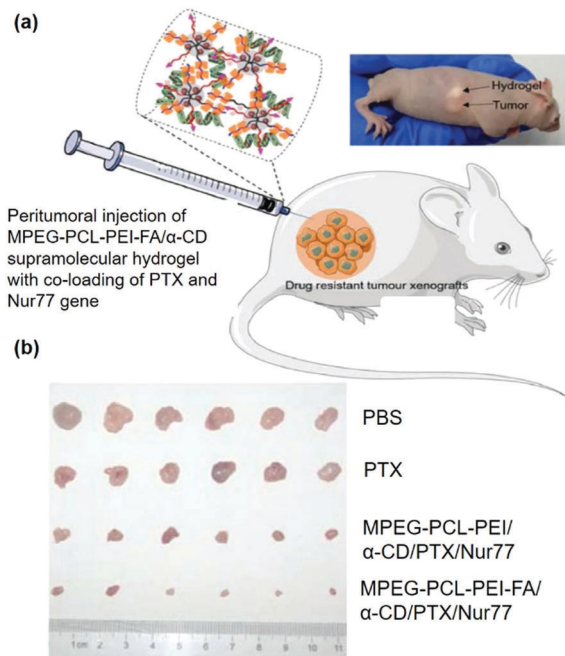 (a)
Hydrogel
Tumor
Peritumoral injection of
MPEG-PCL-PEI-FA/α-CD
supramolecular hydrogel
with co-loading of PTX and
Nur77 gene
Drug resistant tumour xenografts
(b)
PBS
PTX
MPEG-PCL-PEI/
α-CD/PTX/Nur77
MPEG-PCL-PEI-FA/
α-CD/PTX/Nur77
1cm 2 3 4 5 6 7 8 9 10 11